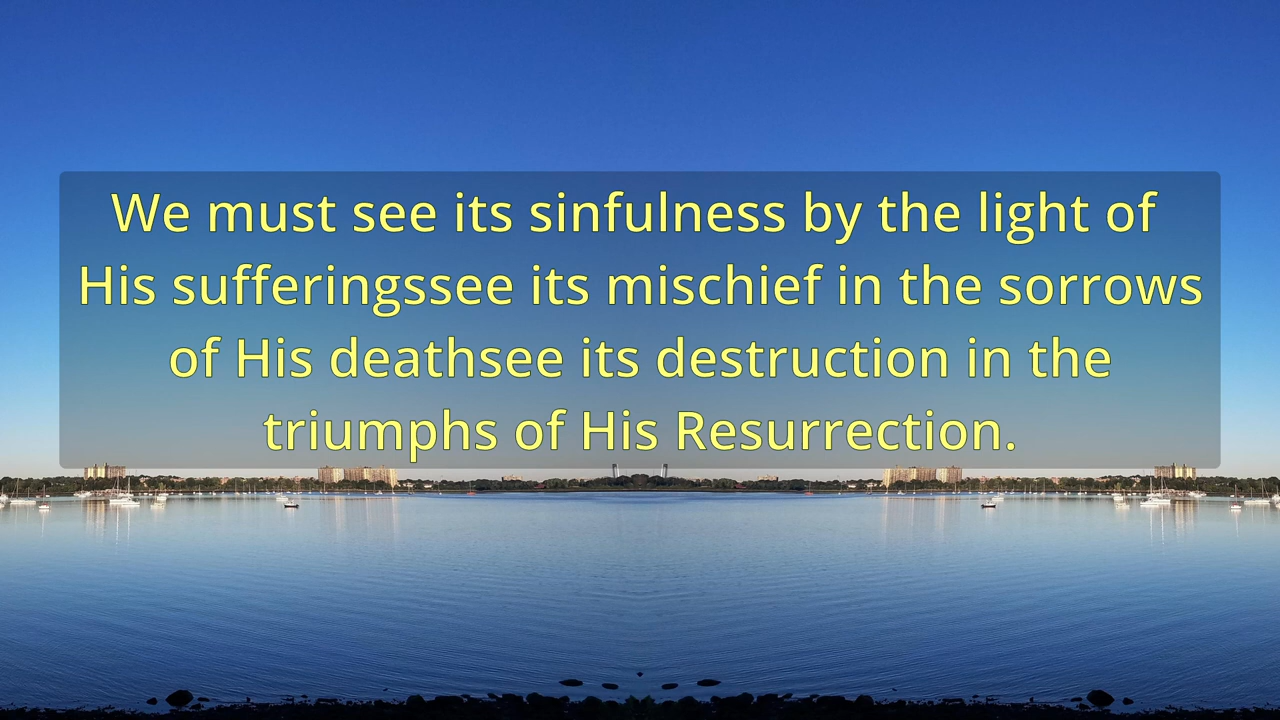 We must see its sinfulness by the light of
His sufferingssee its mischief in the sorrows
of His deathsee its destruction in the
triumphs of His Resurrection.